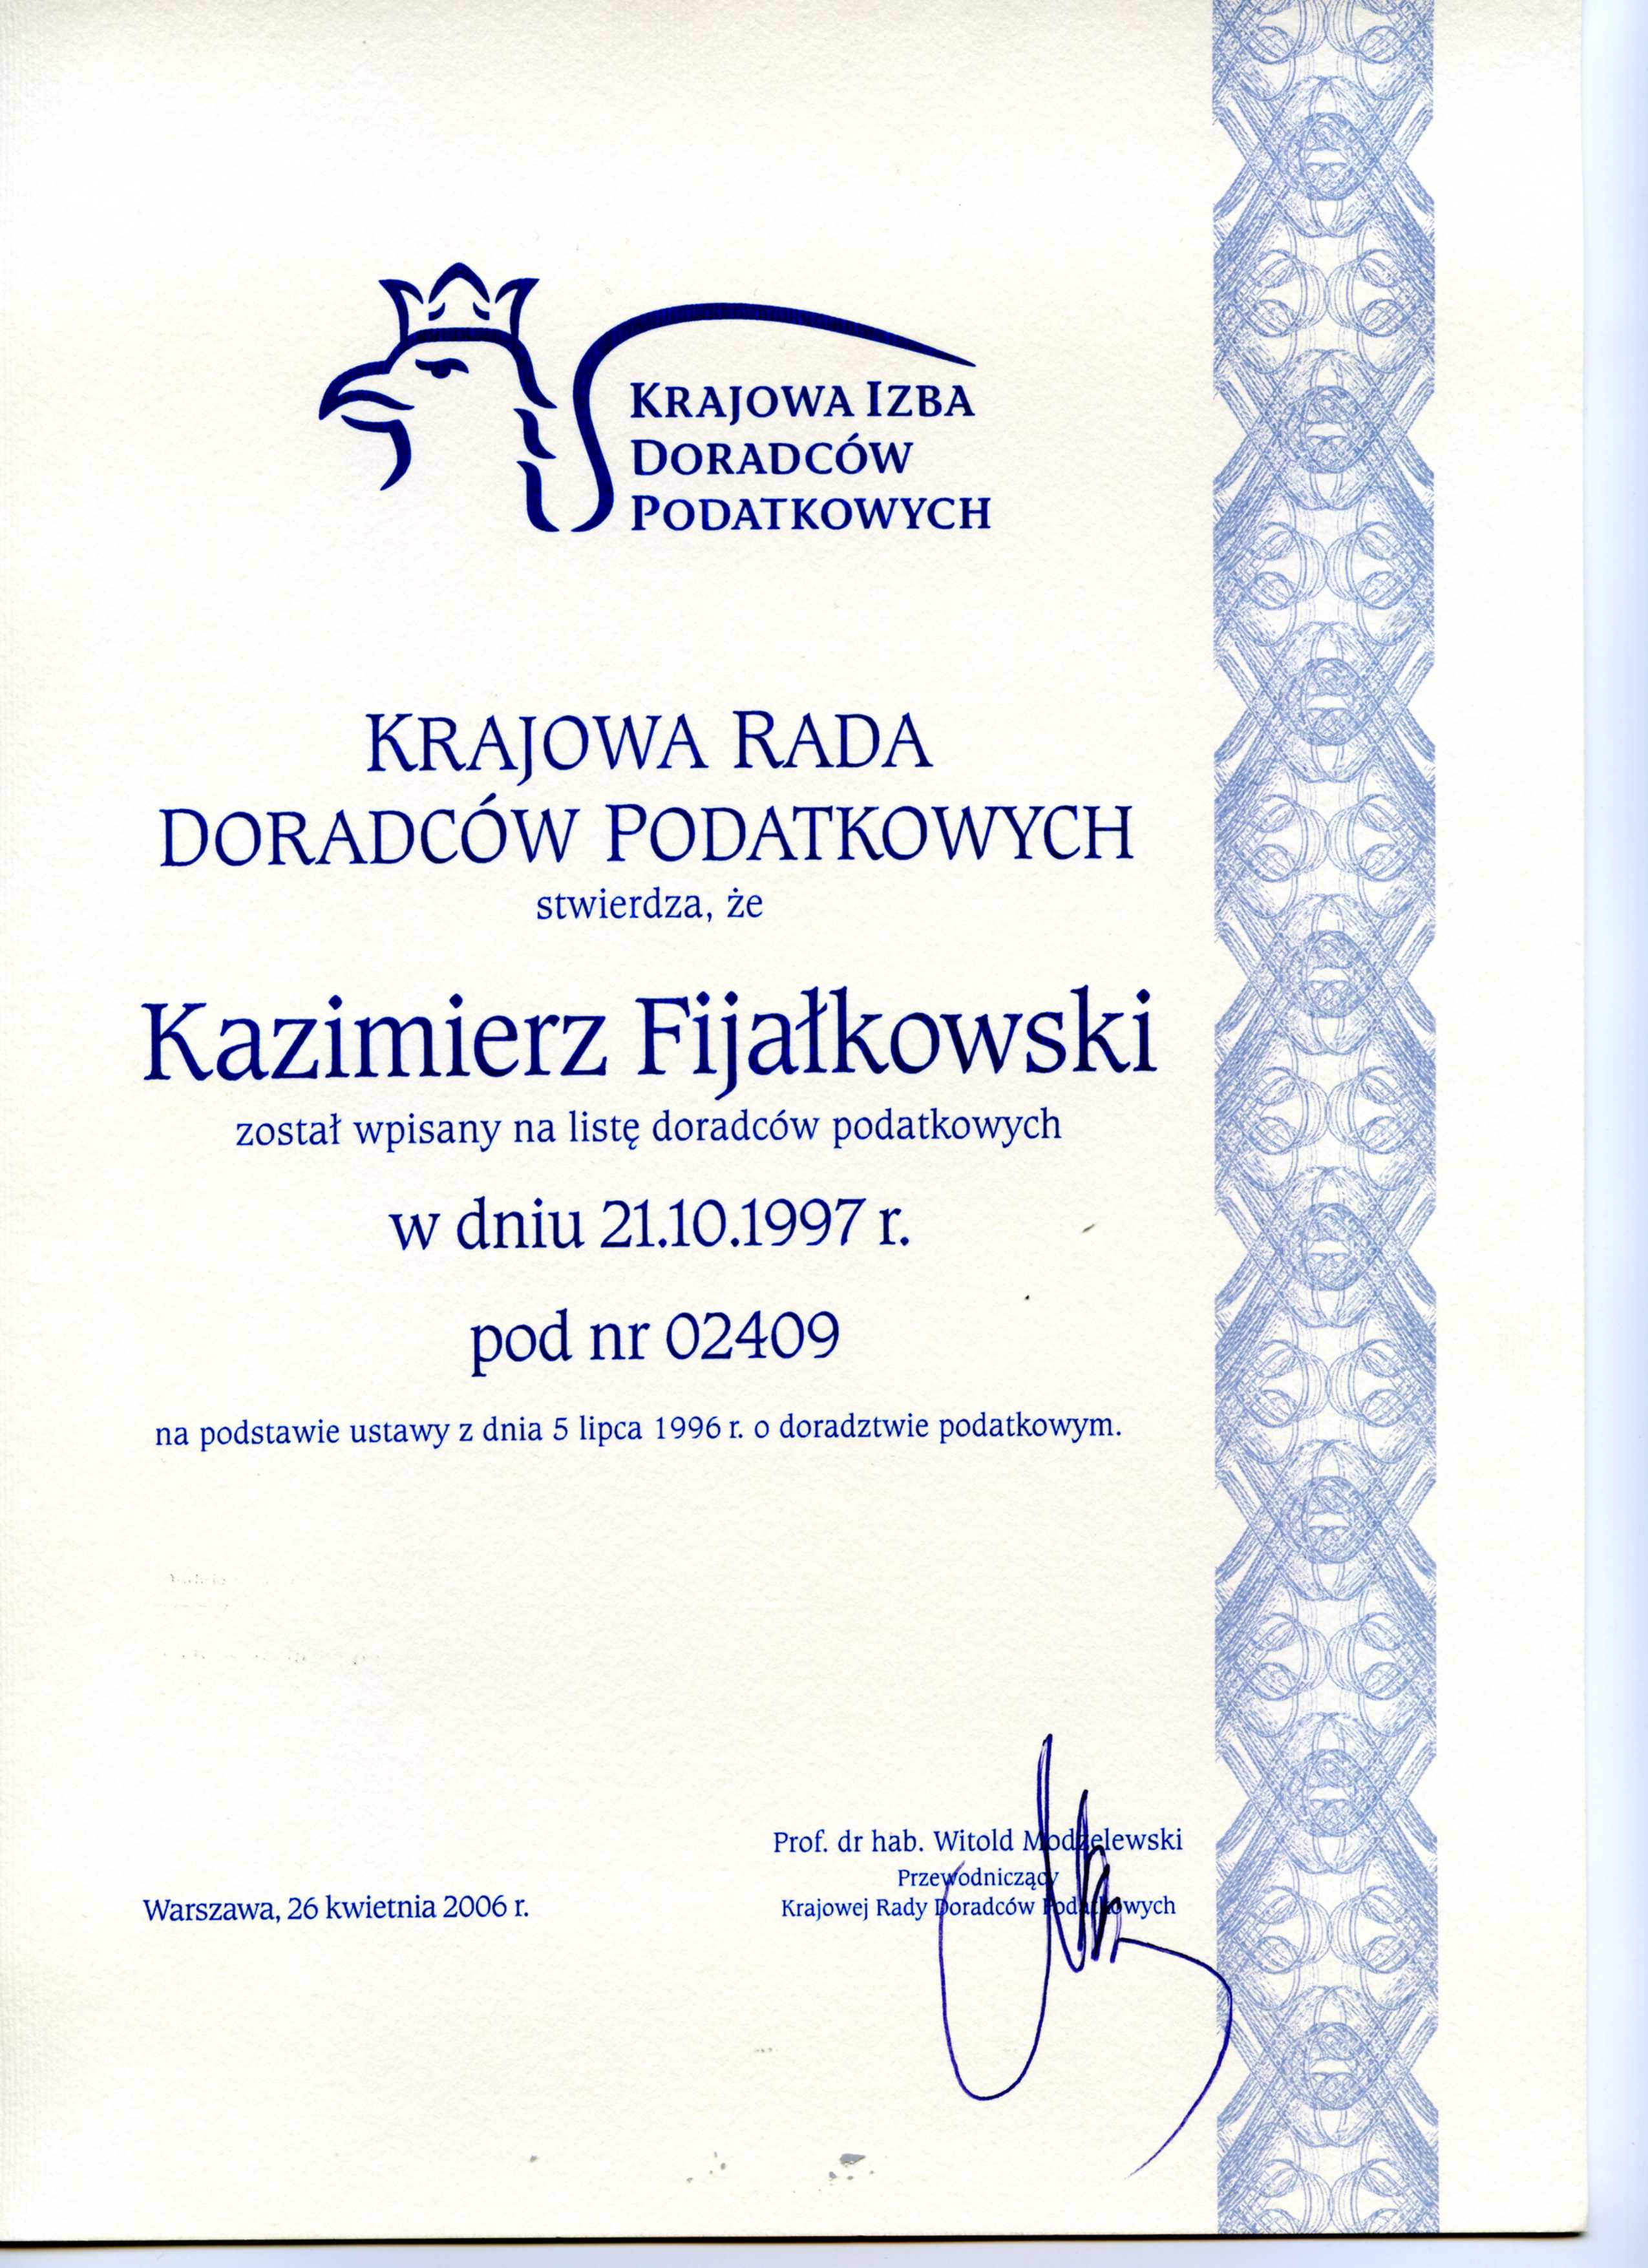 KRAJOWA IZBA
DORADCÓW
PODATKOWYCH
KRAJOWA RADA
DORADCÓW PODATKOWYCH
stwierdza, że
Kazimierz Fijałkowski
został wpisany na listę doradców podatkowych
w dniu 21.10.1997 r.
pod nr 02409
na podstawie ustawy z dnia 5 lipca 1996 r. o doradztwie podatkowym.
Prof. dr hab. Witold Modzelewski
Przewodniczący
Krajowej Rady Doradców Podatkowych
Warszawa, 26 kwietnia 2006 r.